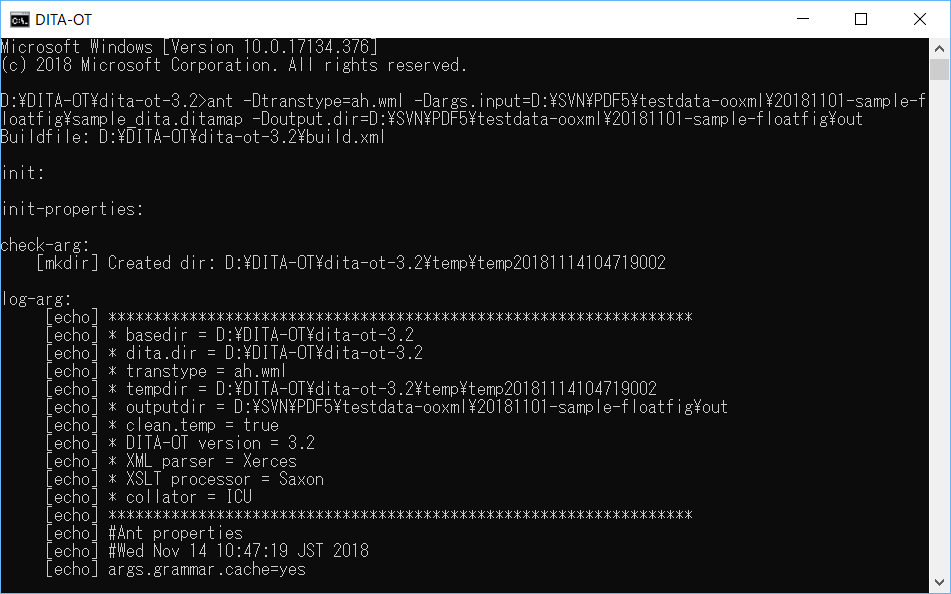 DITA-OT
Microsoft Windows [Version 10.0.17134.376]
(c) 2018 Microsoft Corporation. All rights reserved.
D:¥DITA-OT¥dita-ot-3.2>ant -Dtranstype=ah.wml -Dargs.input=D:¥SVN¥PDF5¥testdata-ooxml¥20181101-sample-f
loatfig¥sample_dita.ditamap -Doutput.dir=D:¥SVN¥PDF5¥testdata-ooxml¥20181101-sample-floatfig¥out
Buildfile: D:¥DITA-OT¥dita-ot-3.2¥build.xml
init:
init-properties:
check-arg:
[mkdir] Created dir: D:¥DITA-OT¥dita-ot-3.2¥temp¥temp20181114104719002
log-arg:
[echo] *****************************************************************
[echo] * basedir = D:¥DITA-OT¥dita-ot-3.2
[echo] * dita.dir = D:¥DITA-OT¥dita-ot-3.2
[echo] * transtype = ah.wml
[echo] * tempdir = D:¥DITA-OT¥dita-ot-3.2¥temp¥temp20181114104719002
[echo] * outputdir = D:¥SVN¥PDF5¥testdata-ooxml¥20181101-sample-floatfig¥out
[echo] * clean.temp = true
[echo] * DITA-OT version = 3.2
[echo] * XML parser = Xerces
[echo] * XSLT processor = Saxon
[echo] * collator = ICU
[echo] *****************************************************************
[echo] #Ant properties
[echo] #Wed Nov 14 10:47:19 JST 2018
[echo] args.grammar.cache=yes